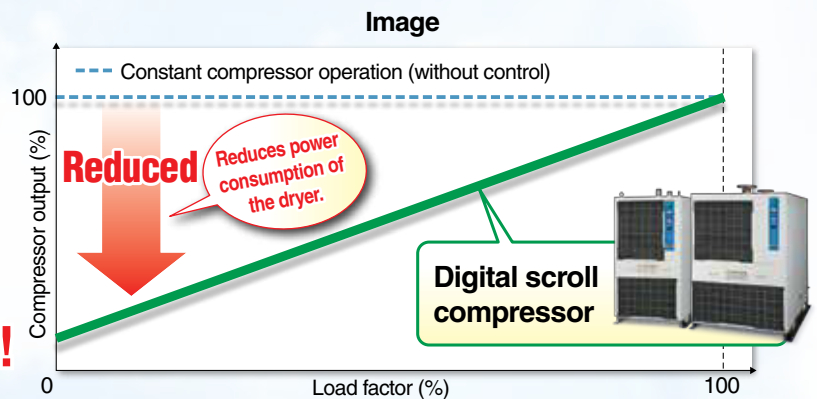 Image
Constant compressor operation (without control)
100
Compressor output (%)
Reduced
Reduces power
consumption of
the dryer.
Digital scroll
compressor
!
0
Load factor (%)
100